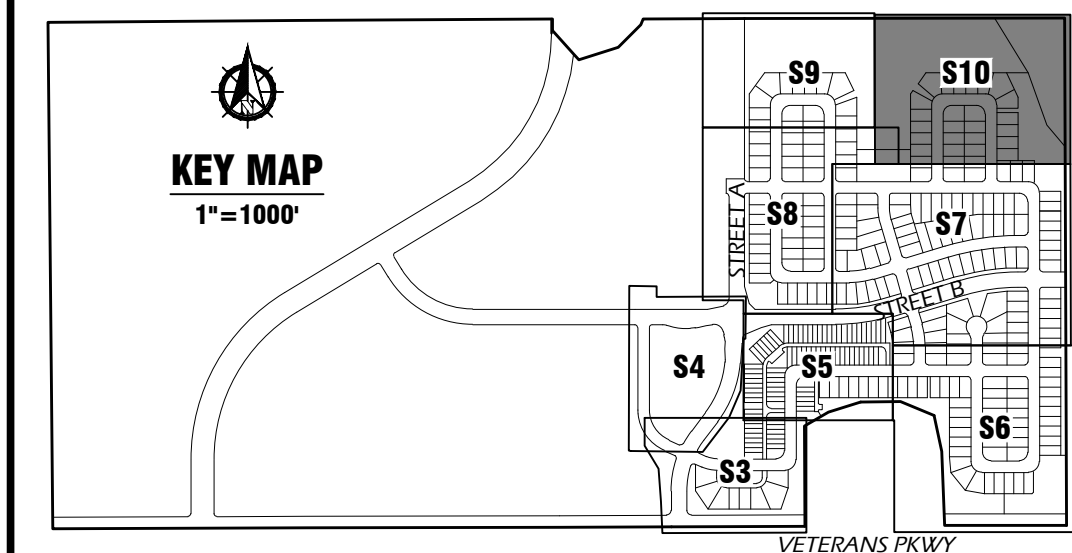 S9
S10
N
KEY MAP
1"=1000'
STREET A
S8
S7
STREET B
S4
S5
S6
S3
VETERANS PKWY